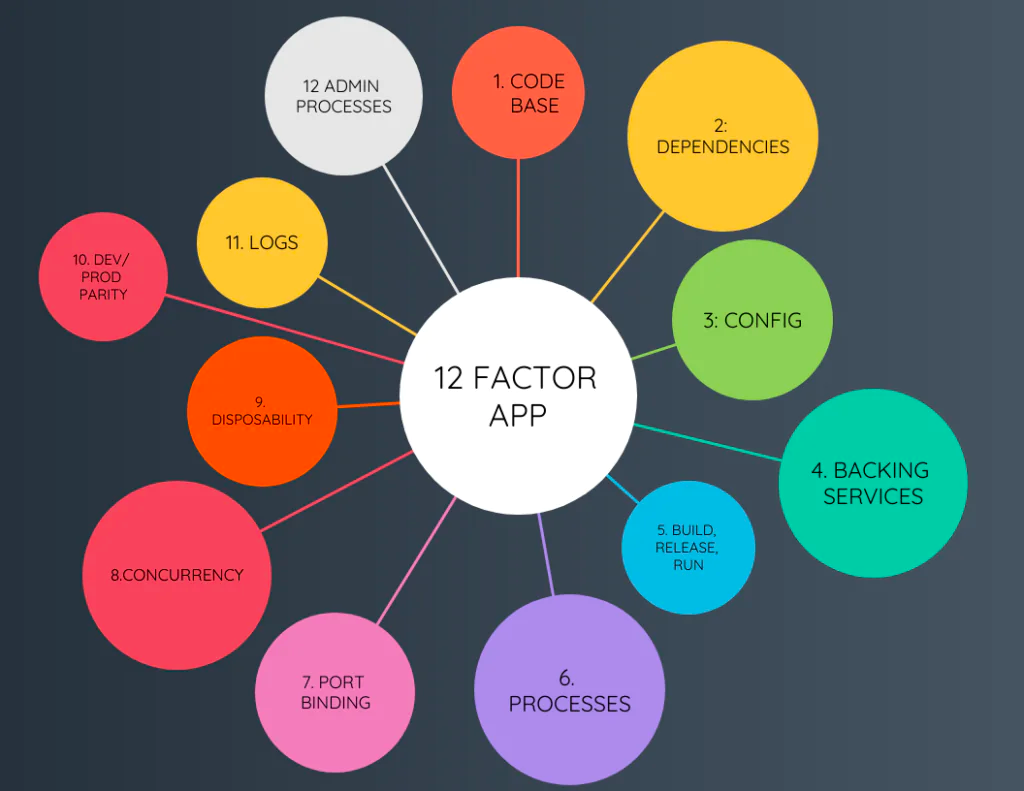 12 FACTOR
APP
1. CODE
BASE
2:
DEPENDENCIES
3: CONFIG
4. BACKING
SERVICES
5. BUILD,
RELEASE,
RUN
6.
PROCESSES
7. PORT
BINDING
8.CONCURRENCY
9.
DISPOSABILITY
10. DEV/
PROD
PARITY
11. LOGS
12 ADMIN
PROCESSES